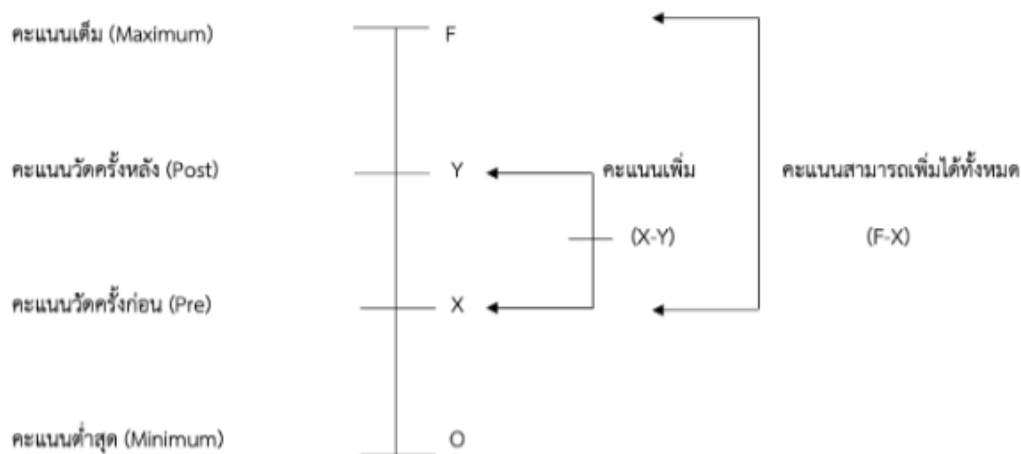 คะแนนเต็ม (Maximum) F
คะแนนวัดครั้งหลัง (Post) Y คะแนนเพิ่ม คะแนนสามารถเพิ่มได้ทั้งหมด
(X-Y) (F-X)
คะแนนวัดครั้งก่อน (Pre) X
คะแนนต่ำสุด (Minimum) O